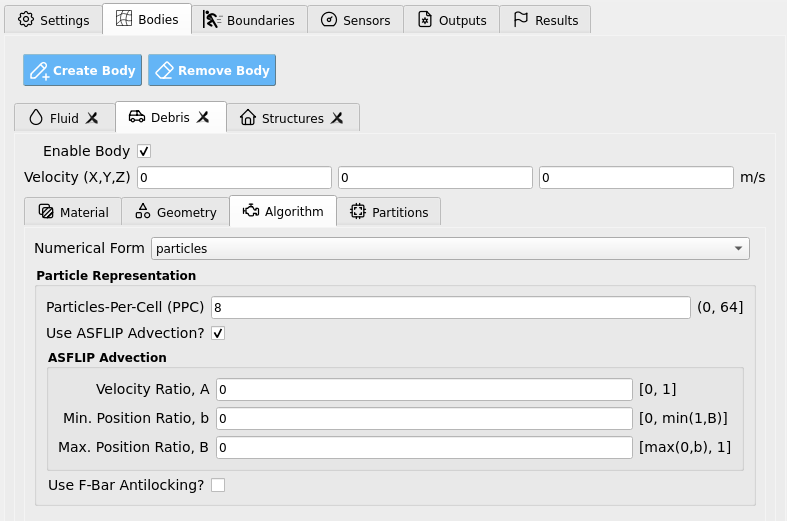 Settings Bodies Boundaries Sensors Outputs Results
Create Body Remove Body
Fluid Debris Structures
Enable Body
Velocity (X,Y,Z) 0 0 0 m/s
Material Geometry Algorithm Partitions
Numerical Form particles
Particle Representation
Particles-Per-Cell (PPC) 8 (0, 64]
Use ASFLIP Advection?
ASFLIP Advection
Velocity Ratio, A 0 [0, 1]
Min. Position Ratio, b 0 [0, min(1,B)]
Max. Position Ratio, B 0 [max(0,b), 1]
Use F-Bar Antilocking?